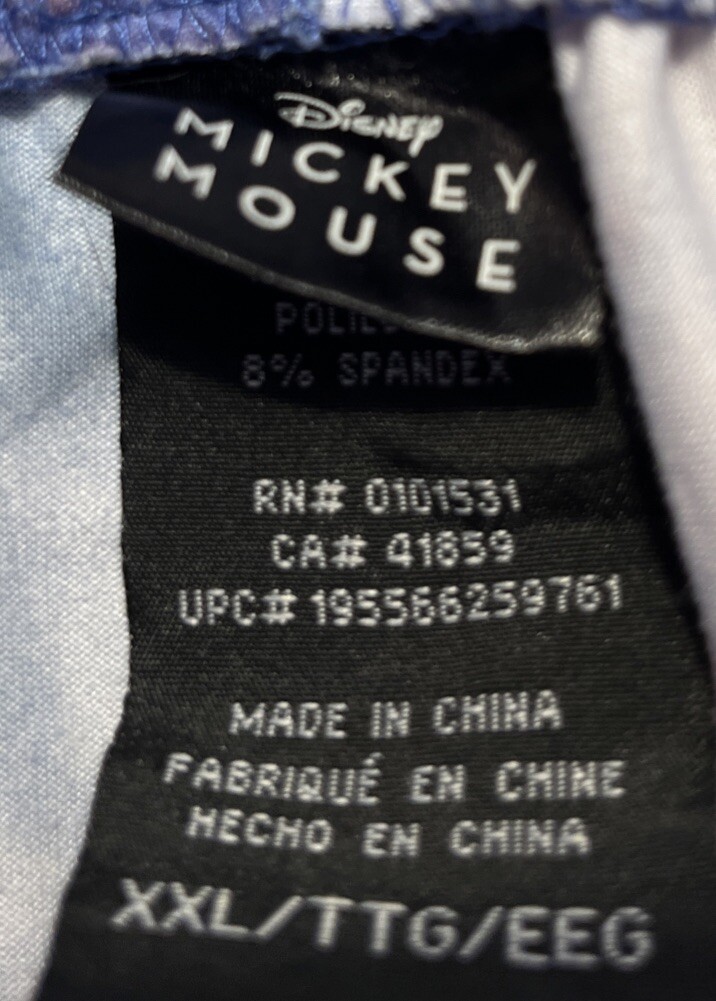 Disney
MICKEY
MOUSE
8% SPANDEX
RN# 0101531
CA# 41859
UPC# 195566259761
MADE IN CHINA
FABRIQUÉ EN CHINE
HECHO EN CHINA
XXL/TTG/EEG